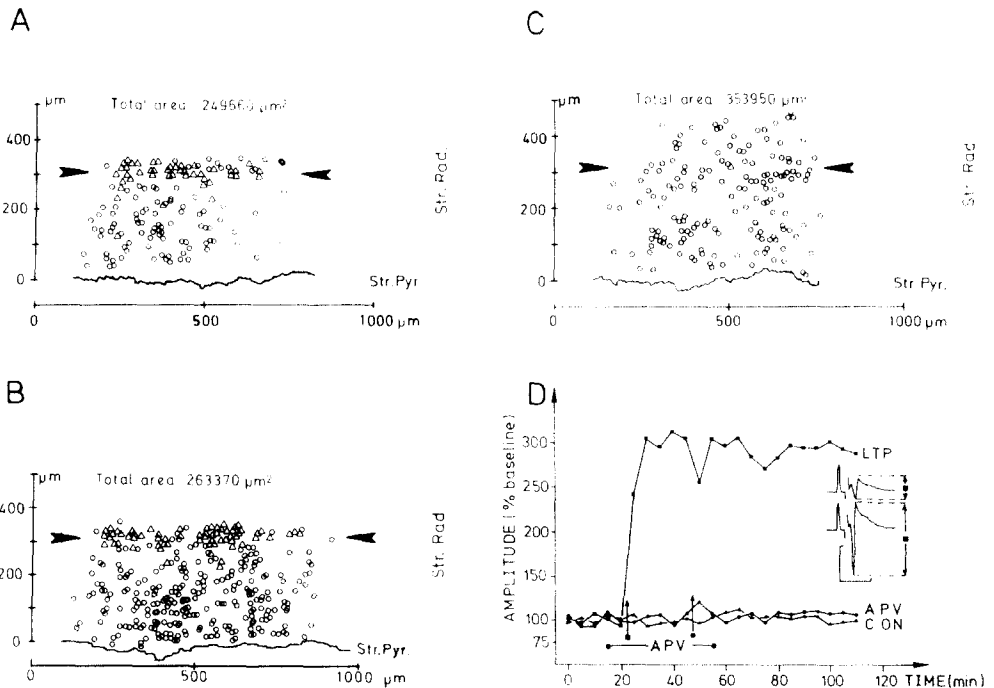 A
μm Total area 249660 μm²
400
200
0
Str. Rad.
Str.Pyr
0 500 1000 μm
C
μm Total area 353950 μm²
400
200
0
Str. Rad
Str. Pyr.
0 500 1000 μm
B
μm Total area 263370 μm²
400
200
0
Str. Rad
Str.Pyr.
0 500 1000 μm
D
AMPLITUDE (% baseline)
300
250
200
150
100
75
LTP
APV
CON
APV
0 20 40 60 80 100 120 TIME(min)